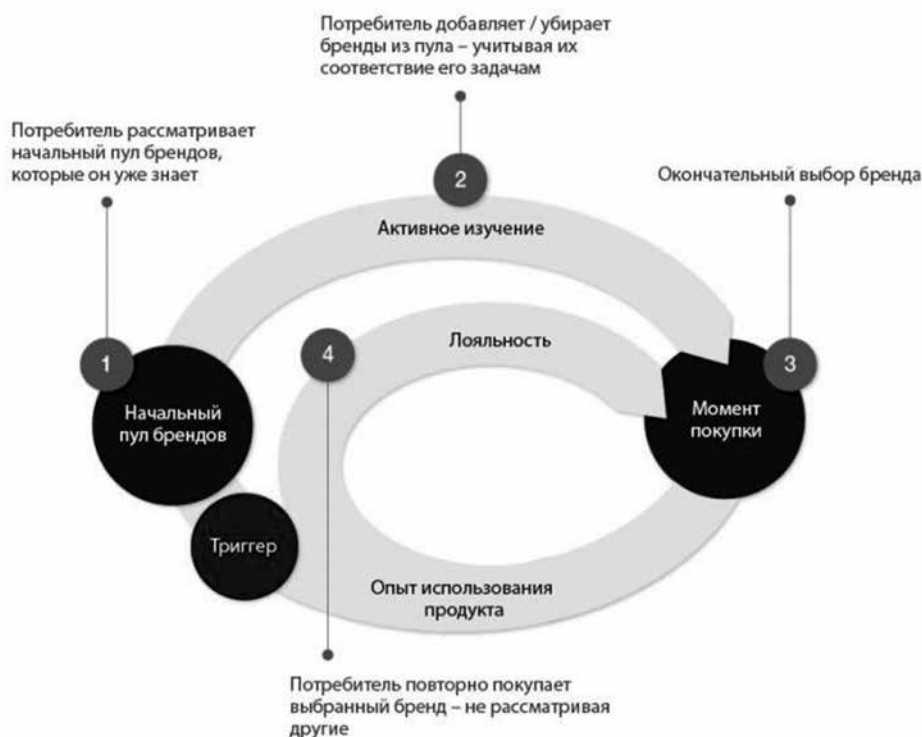 Потребитель добавляет / убирает
бренды из пула – учитывая их
соответствие его задачам
Потребитель рассматривает
начальный пул брендов,
которые он уже знает
2
Окончательный выбор бренда
Активное изучение
1
4
Лояльность
3
Начальный
пул брендов
Момент
покупки
Триггер
Опыт использования
продукта
Потребитель повторно покупает
выбранный бренд – не рассматривая
другие